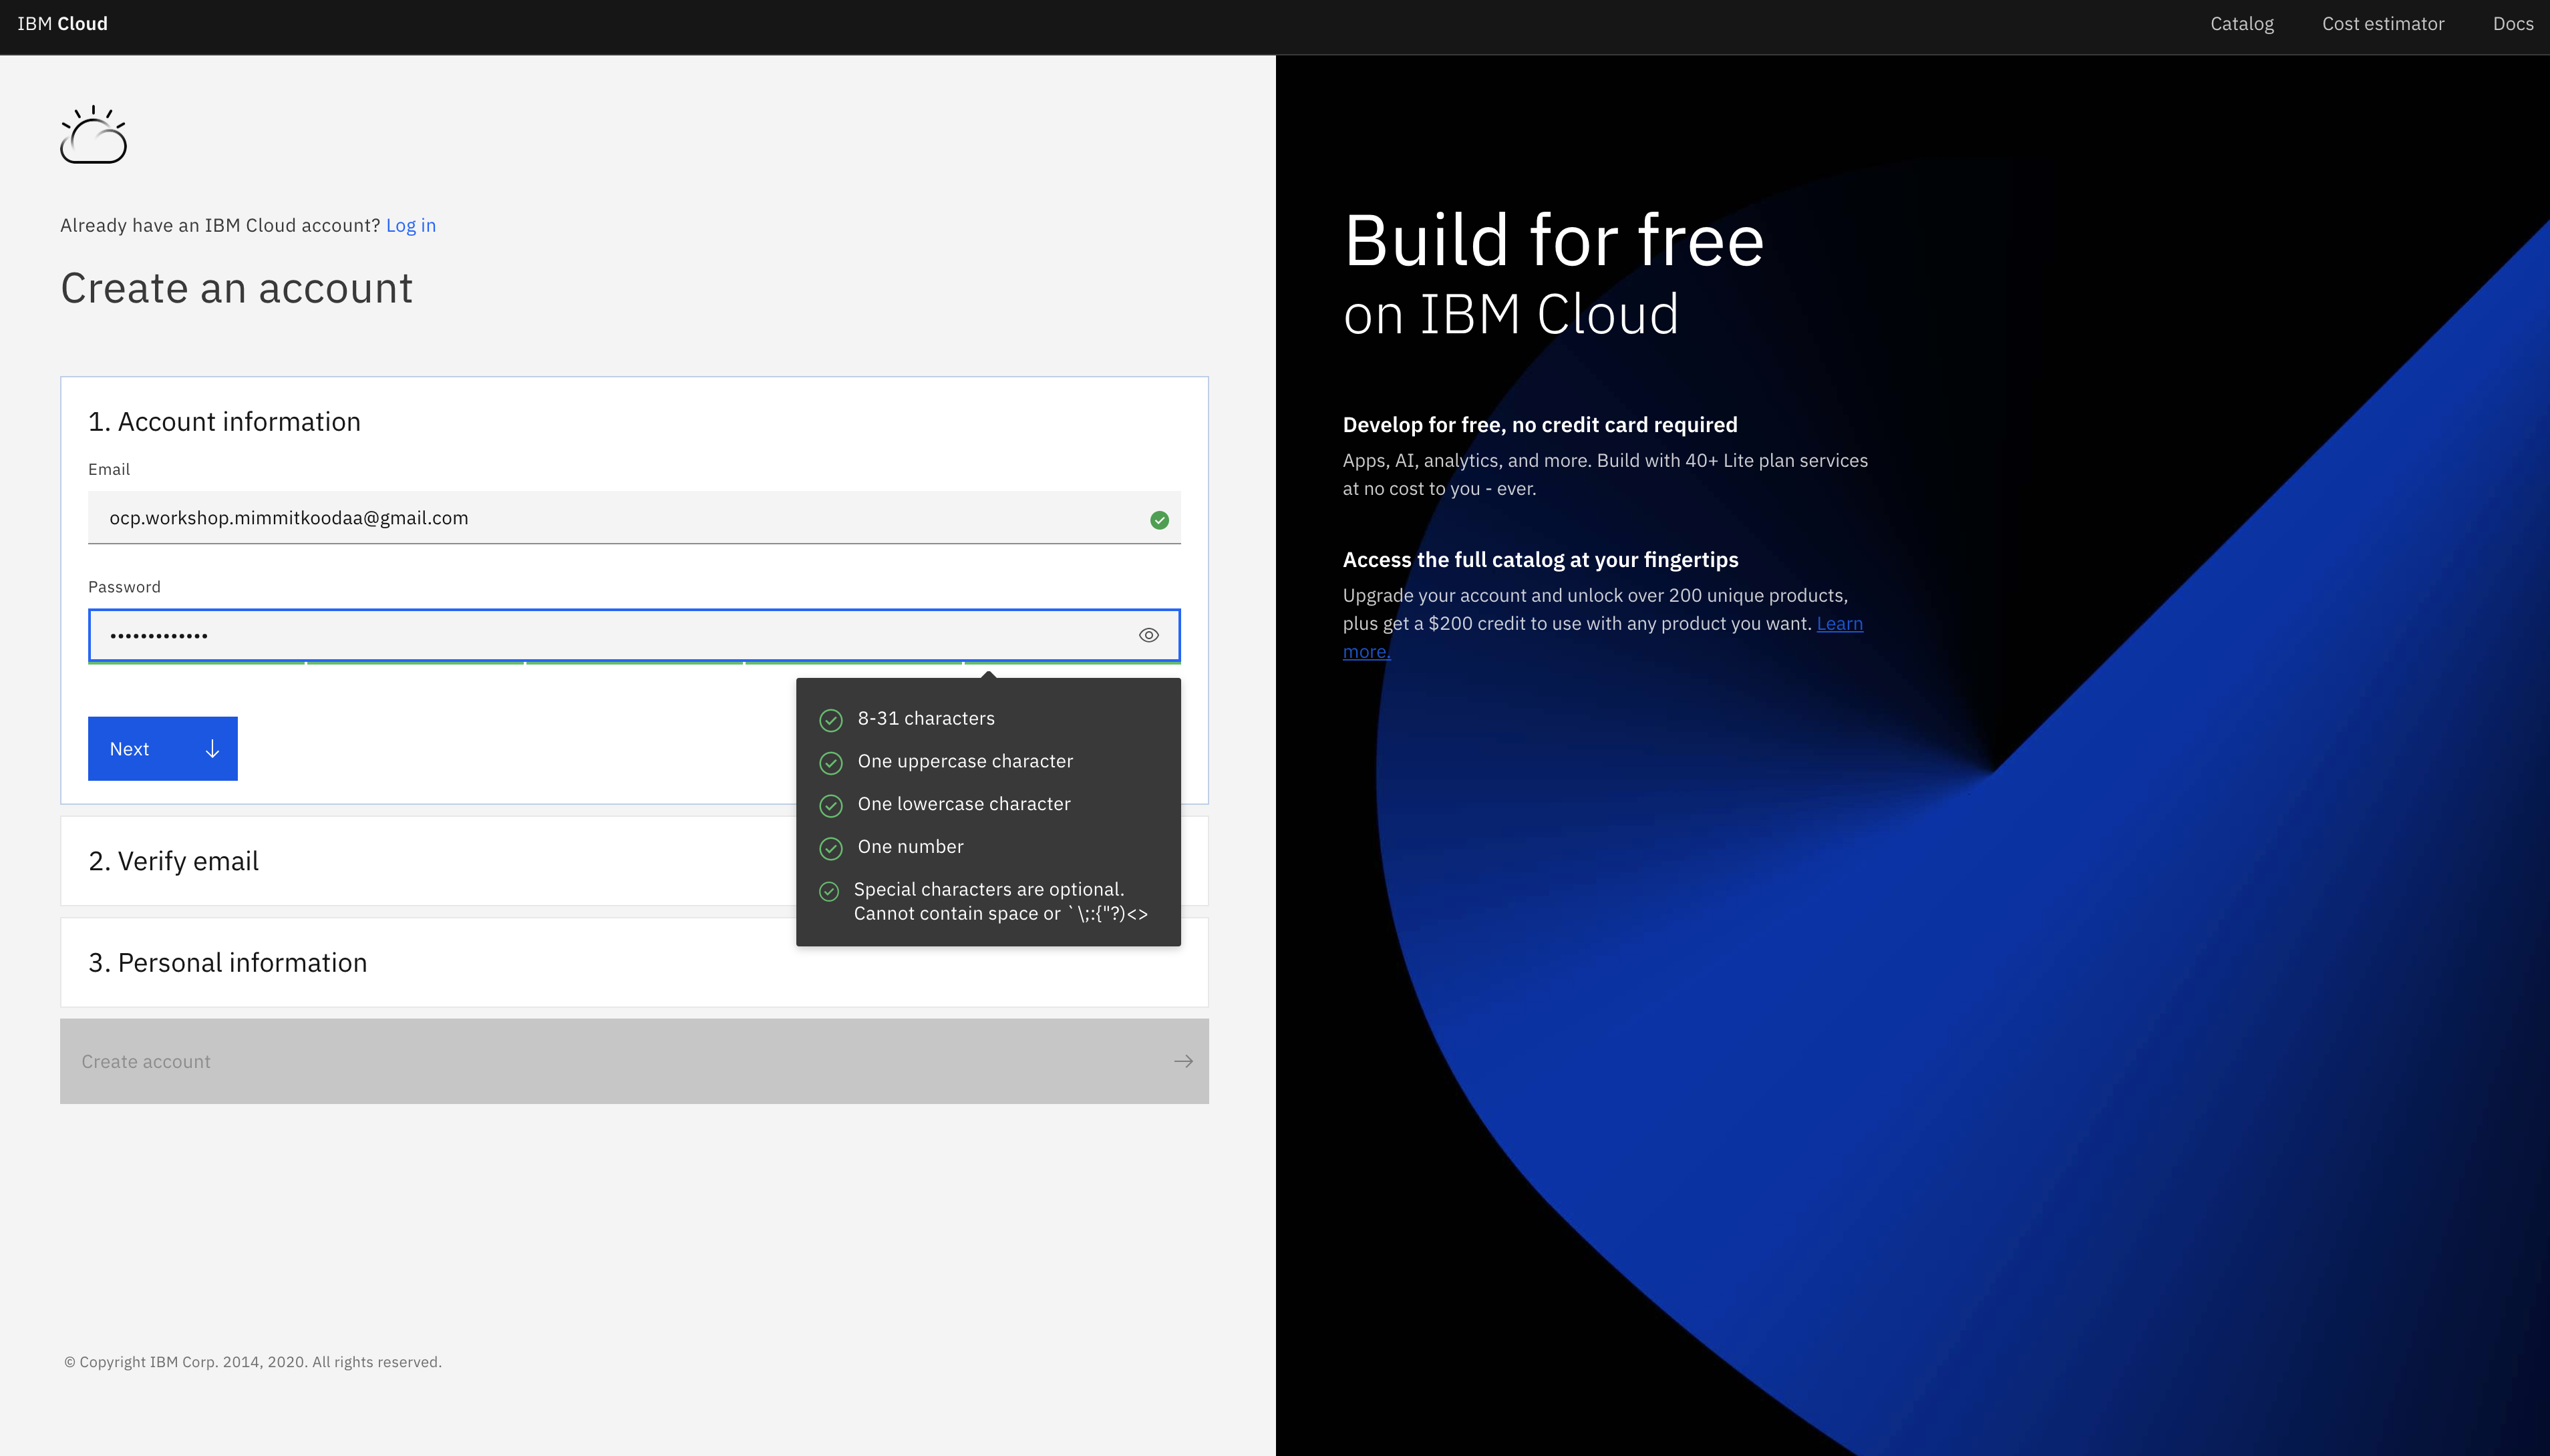 IBM Cloud
Catalog
Cost estimator
Docs
Already have an IBM Cloud account? Log in
Create an account
1. Account information
Email
ocp.workshop.mimmitkoodaa@gmail.com
Password
•••••••••••••
Next
8-31 characters
One uppercase character
One lowercase character
One number
Special characters are optional.
Cannot contain space or `\;:{"?)<>
2. Verify email
3. Personal information
Create account
© Copyright IBM Corp. 2014, 2020. All rights reserved.
Build for free
on IBM Cloud
Develop for free, no credit card required
Apps, AI, analytics, and more. Build with 40+ Lite plan services
at no cost to you - ever.
Access the full catalog at your fingertips
Upgrade your account and unlock over 200 unique products,
plus get a $200 credit to use with any product you want. Learn
more.